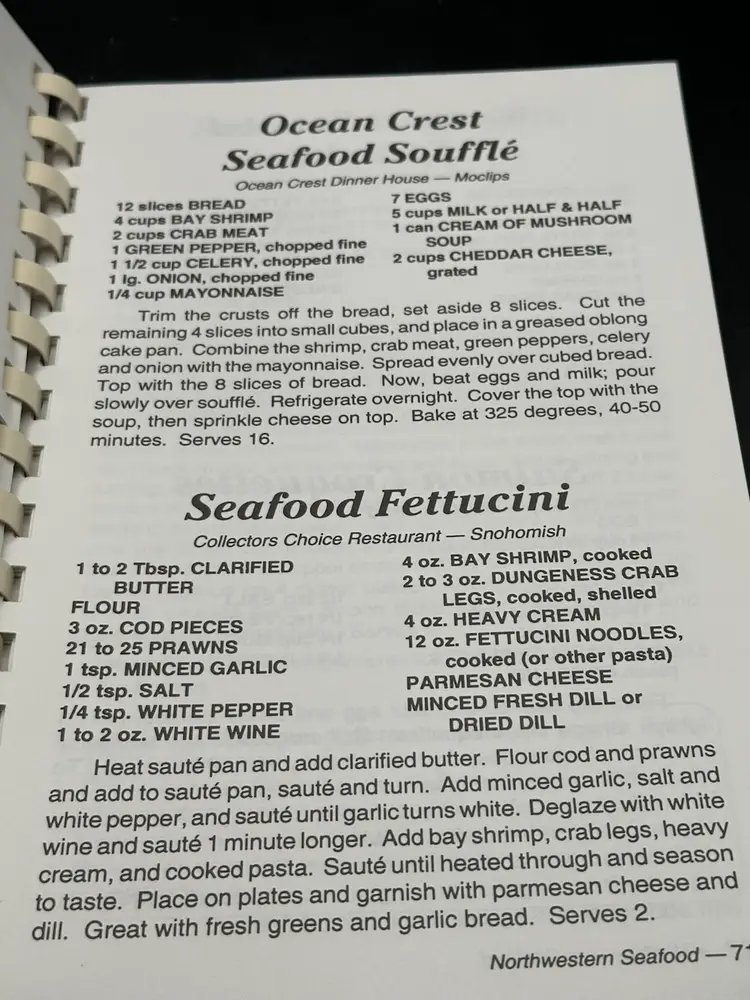 Ocean Crest
Seafood Soufflé
Ocean Crest Dinner House — Moclips
12 slices BREAD
4 cups BAY SHRIMP
2 cups CRAB MEAT
1 GREEN PEPPER, chopped fine
1 1/2 cup CELERY, chopped fine
1 lg. ONION, chopped fine
1/4 cup MAYONNAISE
7 EGGS
5 cups MILK or HALF & HALF
1 can CREAM OF MUSHROOM
SOUP
2 cups CHEDDAR CHEESE,
grated
Trim the crusts off the bread, set aside 8 slices. Cut the
remaining 4 slices into small cubes, and place in a greased oblong
cake pan. Combine the shrimp, crab meat, green peppers, celery
and onion with the mayonnaise. Spread evenly over cubed bread.
Top with the 8 slices of bread. Now, beat eggs and milk; pour
slowly over soufflé. Refrigerate overnight. Cover the top with the
soup, then sprinkle cheese on top. Bake at 325 degrees, 40-50
minutes. Serves 16.
Seafood Fettucini
Collectors Choice Restaurant — Snohomish
1 to 2 Tbsp. CLARIFIED
BUTTER
FLOUR
3 oz. COD PIECES
21 to 25 PRAWNS
1 tsp. MINCED GARLIC
1/2 tsp. SALT
1/4 tsp. WHITE PEPPER
1 to 2 oz. WHITE WINE
4 oz. BAY SHRIMP, cooked
2 to 3 oz. DUNGENESS CRAB
LEGS, cooked, shelled
4 oz. HEAVY CREAM
12 oz. FETTUCINI NOODLES,
cooked (or other pasta)
PARMESAN CHEESE
MINCED FRESH DILL or
DRIED DILL
Heat sauté pan and add clarified butter. Flour cod and prawns
and add to sauté pan, sauté and turn. Add minced garlic, salt and
white pepper, and sauté until garlic turns white. Deglaze with white
wine and sauté 1 minute longer. Add bay shrimp, crab legs, heavy
cream, and cooked pasta. Sauté until heated through and season
to taste. Place on plates and garnish with parmesan cheese and
dill. Great with fresh greens and garlic bread. Serves 2.
Northwestern Seafood —